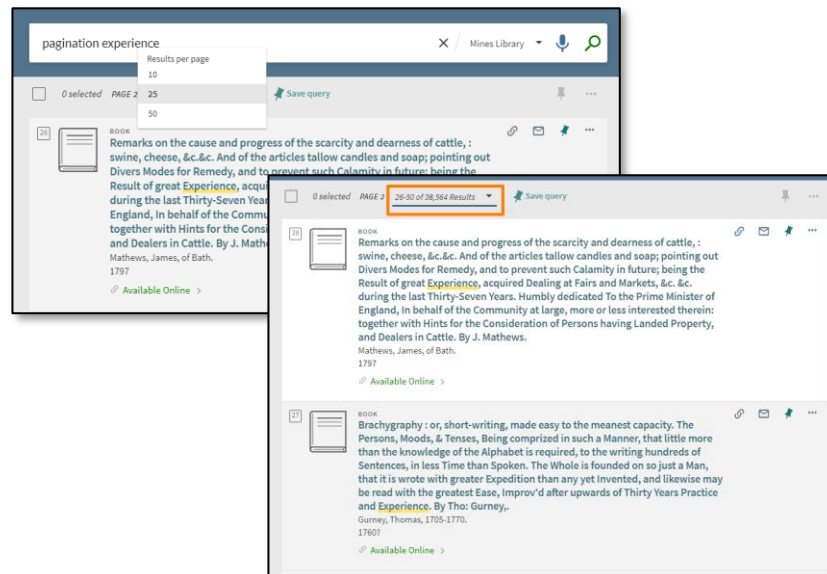 pagination experience
Mines Library
Results per page
10
0 selected PAGE 2 25
Save query
50
26
BOOK
Remarks on the cause and progress of the scarcity and dearness of cattle, :
swine, cheese, &c.&c. And of the articles tallow candles and soap; pointing out
Divers Modes for Remedy, and to prevent such Calamity in future; being the
Result of great Experience, acqui
during the last Thirty-Seven Year
England, In behalf of the Commu
together with Hints for the Consi
and Dealers in Cattle. By J. Mathe
Mathews, James, of Bath.
1797
Available Online >
0 selected PAGE 2 26-50 of 38,564 Results
Save query
26
BOOK
Remarks on the cause and progress of the scarcity and dearness of cattle, :
swine, cheese, &c.&c. And of the articles tallow candles and soap; pointing out
Divers Modes for Remedy, and to prevent such Calamity in future; being the
Result of great Experience, acquired Dealing at Fairs and Markets, &c. &c.
during the last Thirty-Seven Years. Humbly dedicated To the Prime Minister of
England, In behalf of the Community at large, more or less interested therein:
together with Hints for the Consideration of Persons having Landed Property,
and Dealers in Cattle. By J. Mathews.
Mathews, James, of Bath.
1797
Available Online >
27
BOOK
Brachygraphy : or, short-writing, made easy to the meanest capacity. The
Persons, Moods, & Tenses, Being comprized in such a Manner, that little more
than the knowledge of the Alphabet is required, to the writing hundreds of
Sentences, in less Time than Spoken. The Whole is founded on so just a Man,
that it is wrote with greater Expedition than any yet Invented, and likewise may
be read with the greatest Ease, Improv'd after upwards of Thirty Years Practice
and Experience. By Tho: Gurney,.
Gurney, Thomas, 1705-1770.
1760?
Available Online >